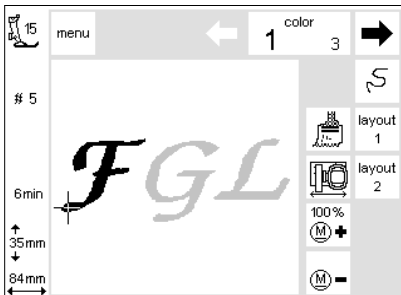 15
menu
color
1 3
# 5
layout
1
6min
FGL
layout
2
100%
M +
35mm
M -
84mm